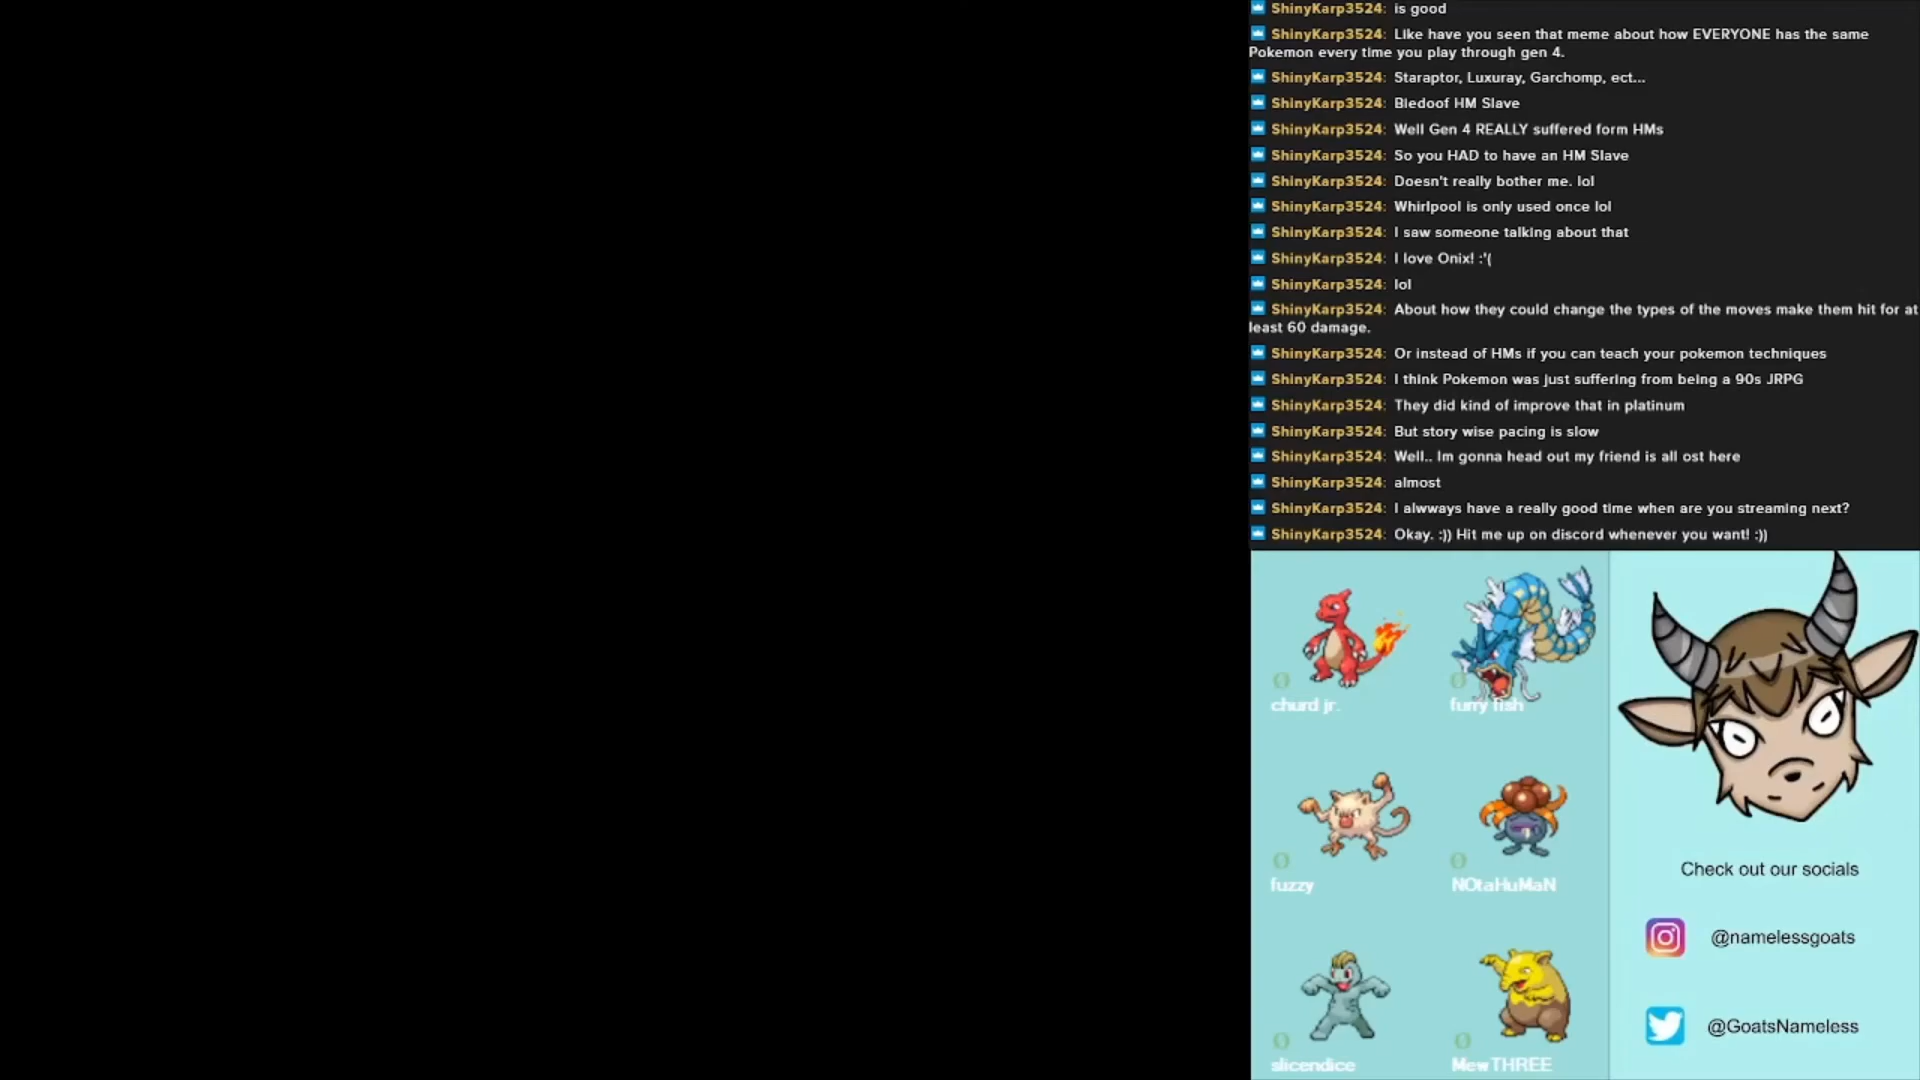 ShinyKarp3524: is good
ShinyKarp3524: Like have you seen that meme about how EVERYONE has the same
Pokemon every time you play through gen 4.
ShinyKarp3524: Staraptor, Luxuray, Garchomp, ect...
ShinyKarp3524: Bledoof HM Slave
ShinyKarp3524: Well Gen 4 REALLY suffered form HMs
ShinyKarp3524: So you HAD to have an HM Slave
ShinyKarp3524: Doesn't really bother me. lol
ShinyKarp3524: Whirlpool is only used once lol
ShinyKarp3524: I saw someone talking about that
ShinyKarp3524: I love Onix! :'(
ShinyKarp3524: lol
ShinyKarp3524: About how they could change the types of the moves make them hit for at
least 60 damage.
ShinyKarp3524: Or instead of HMs if you can teach your pokemon techniques
ShinyKarp3524: I think Pokemon was just suffering from being a 90s JRPG
ShinyKarp3524: They did kind of improve that in platinum
ShinyKarp3524: But story wise pacing is slow
ShinyKarp3524: Well.. Im gonna head out my friend is all ost here
ShinyKarp3524: almost
ShinyKarp3524: I alwways have a really good time when are you streaming next?
ShinyKarp3524: Okay. :)) Hit me up on discord whenever you want! :))
0 0
churd jr. furry fish
0 0
fuzzy NOtaHuMaN
0 0
slicendice MewTHREE
Check out our socials
@namelessgoats
@GoatsNameless